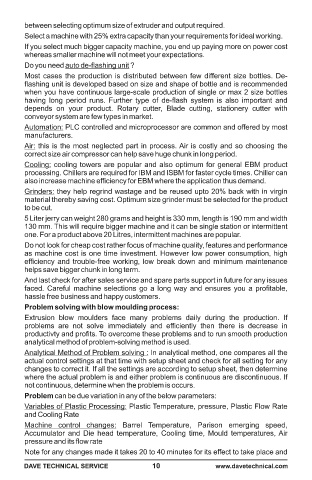 between selecting optimum size of extruder and output required.
Select a machine with 25% extra capacity than your requirements for ideal working.
If you select much bigger capacity machine, you end up paying more on power cost
whereas smaller machine will not meet your expectations.
Do you need auto de-flashing unit ?
Most cases the production is distributed between few different size bottles. De-
flashing unit is developed based on size and shape of bottle and is recommended
when you have continuous large-scale production of single or max 2 size bottles
having long period runs. Further type of de-flash system is also important and
depends on your product. Rotary cutter, Blade cutting, stationery cutter with
conveyor system are few types in market.
Automation: PLC controlled and microprocessor are common and offered by most
manufacturers.
Air: this is the most neglected part in process. Air is costly and so choosing the
correct size air compressor can help save huge chunk in long period.
Cooling: cooling towers are popular and also optimum for general EBM product
processing. Chillers are required for IBM and ISBM for faster cycle times. Chiller can
also increase machine efficiency for EBM where the application thus demand.
Grinders: they help regrind wastage and be reused upto 20% back with in virgin
material thereby saving cost. Optimum size grinder must be selected for the product
to be cut.
5 Liter jerry can weight 280 grams and height is 330 mm, length is 190 mm and width
130 mm. This will require bigger machine and it can be single station or intermittent
one. For a product above 20 Litres, intermittent machines are popular.
Do not look for cheap cost rather focus of machine quality, features and performance
as machine cost is one time investment. However low power consumption, high
efficiency and trouble-free working, low break down and minimum maintenance
helps save bigger chunk in long term.
And last check for after sales service and spare parts support in future for any issues
faced. Careful machine selections go a long way and ensures you a profitable,
hassle free business and happy customers.
Problem solving with blow moulding process:
Extrusion blow moulders face many problems daily during the production. If
problems are not solve immediately and efficiently then there is decrease in
productivity and profits. To overcome these problems and to run smooth production
analytical method of problem-solving method is used.
Analytical Method of Problem solving : In analytical method, one compares all the
actual control settings at that time with setup sheet and check for all setting for any
changes to correct it. If all the settings are according to setup sheet, then determine
where the actual problem is and either problem is continuous are discontinuous. If
not continuous, determine when the problem is occurs.
Problem can be due variation in any of the below parameters:
Variables of Plastic Processing: Plastic Temperature, pressure, Plastic Flow Rate
and Cooling Rate
Machine control changes: Barrel Temperature, Parison emerging speed,
Accumulator and Die head temperature, Cooling time, Mould temperatures, Air
pressure and its flow rate
Note for any changes made it takes 20 to 40 minutes for its effect to take place and
DAVE TECHNICAL SERVICE 10 www.davetechnical.com